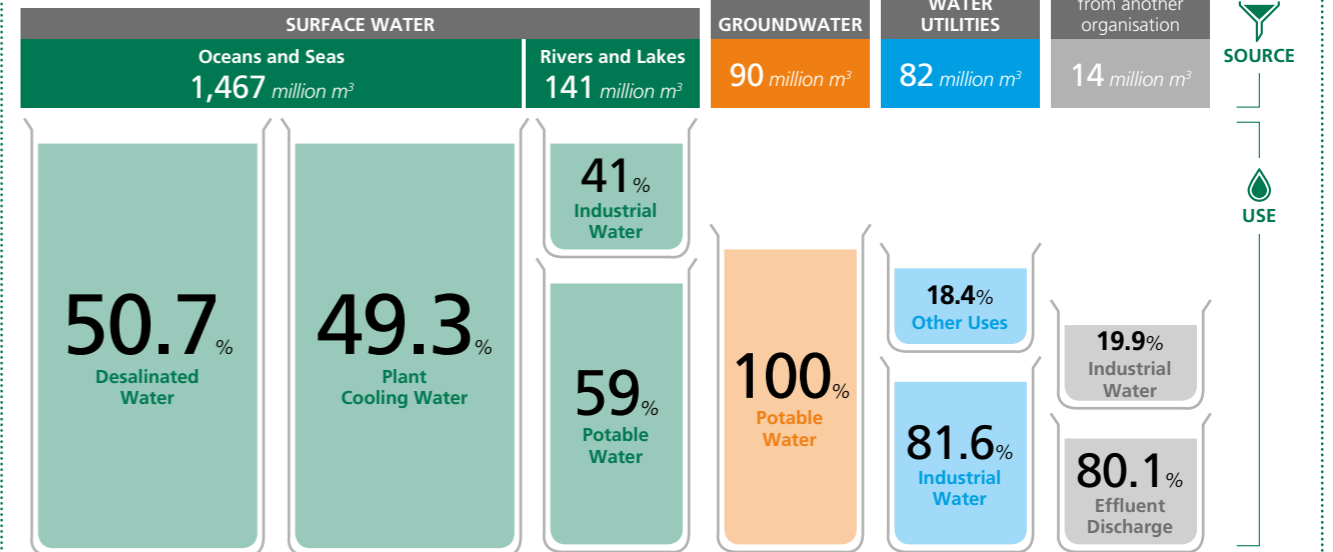 SURFACE WATER
Oceans and Seas
1,467 million m³
Rivers and Lakes
141 million m³
GROUNDWATER
90 million m³
WATER
UTILITIES
82 million m³
from another
organisation
14 million m³
SOURCE
50.7%
Desalinated
Water
49.3%
Plant
Cooling Water
41%
Industrial
Water
59%
Potable
Water
100%
Potable
Water
18.4%
Other Uses
81.6%
Industrial
Water
19.9%
Industrial
Water
80.1%
Effluent
Discharge
USE